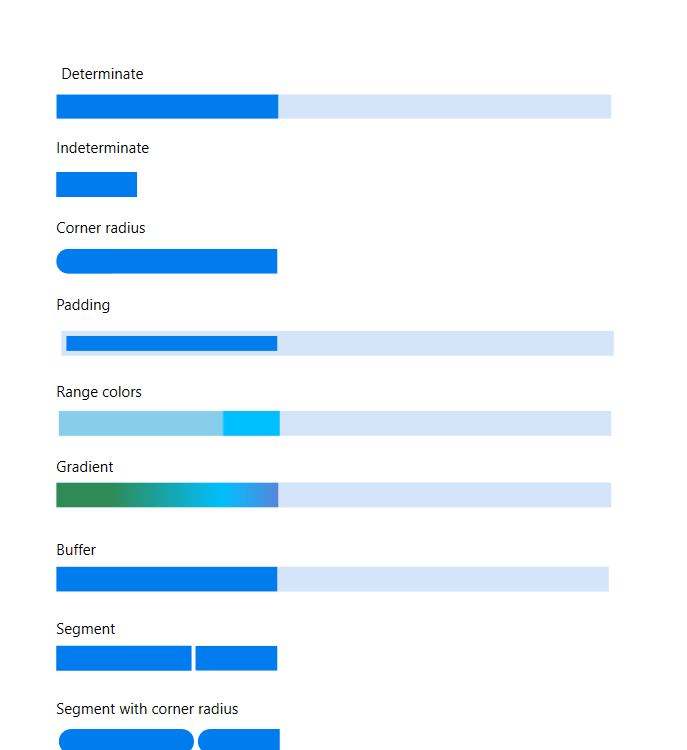 Determinate
Indeterminate
Corner radius
Padding
Range colors
Gradient
Buffer
Segment
Segment with corner radius